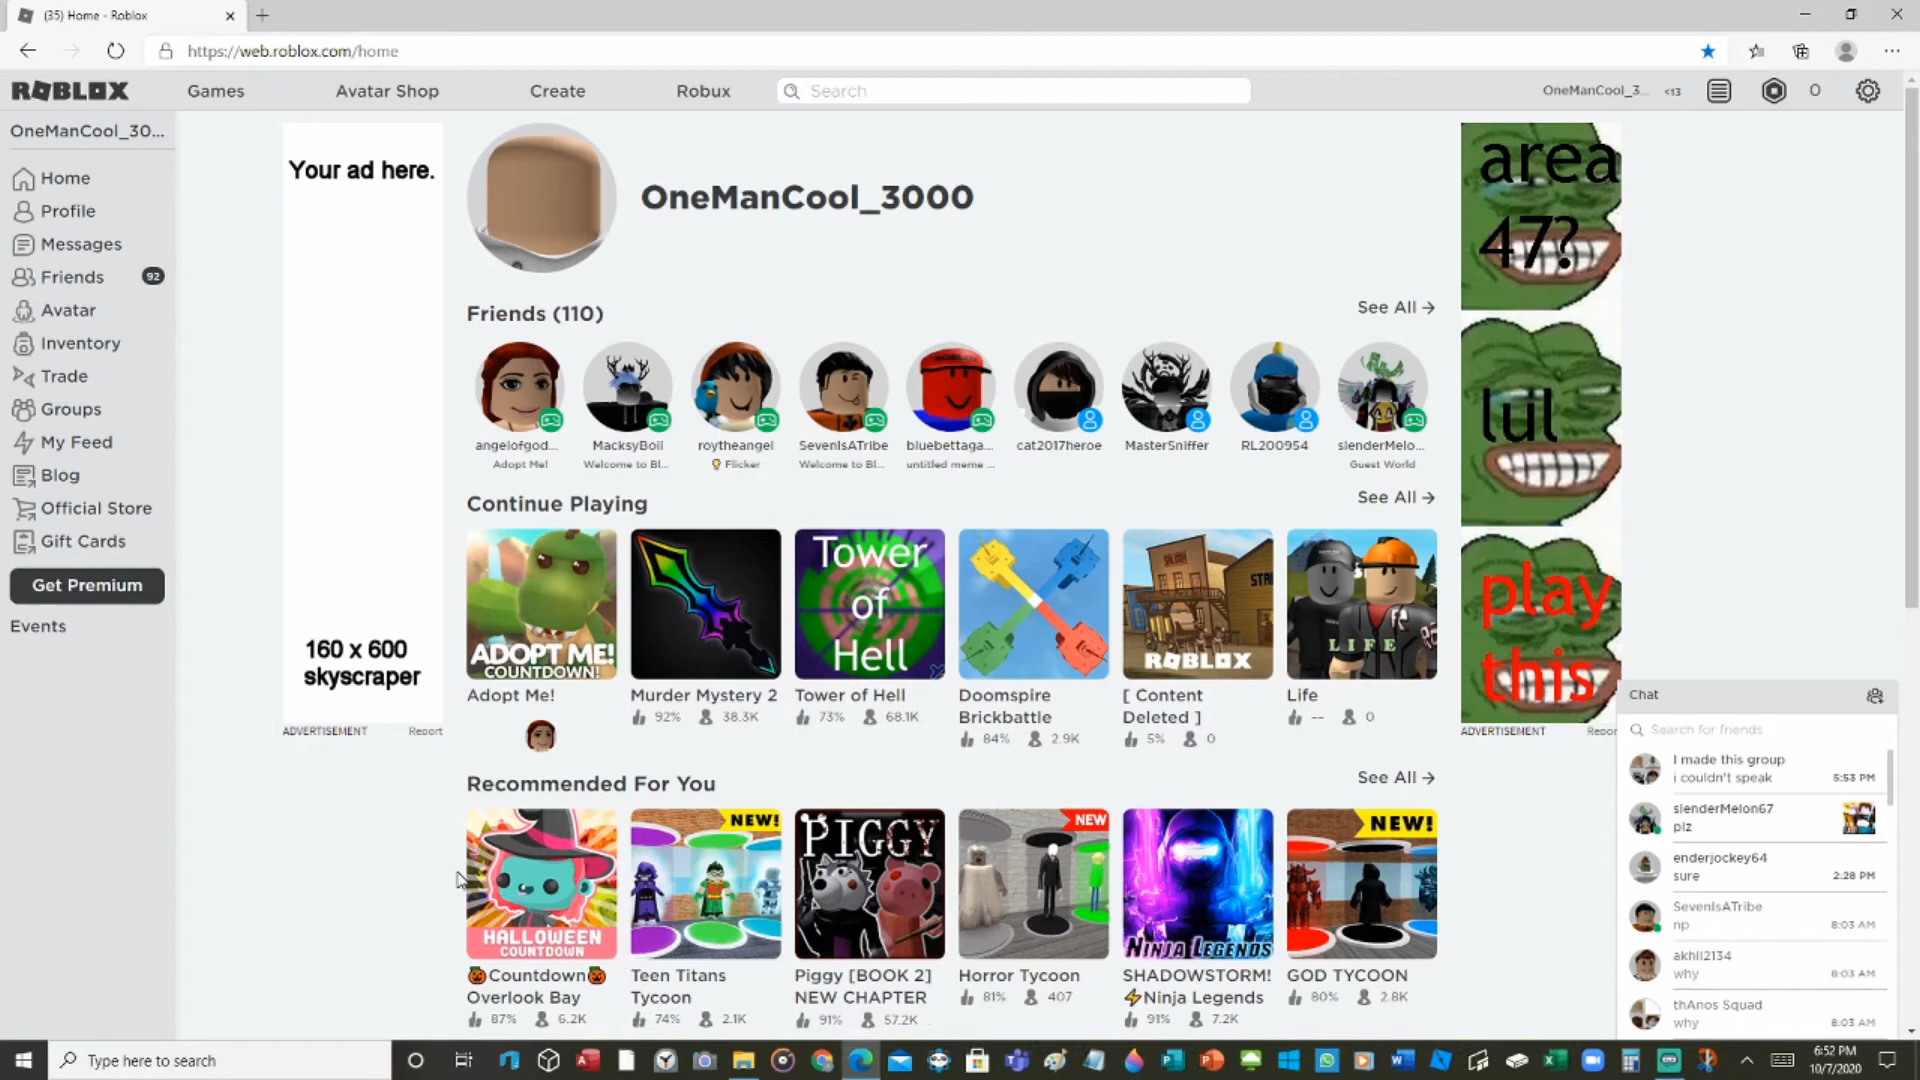 (35) Home - Roblox
https://web.roblox.com/home
ROBLOX
Games
Avatar Shop
Create
Robux
Search
OneManCool_3...
<13
0
OneManCool_30...
Home
Profile
Messages
Friends
92
Avatar
Inventory
Trade
Groups
My Feed
Blog
Official Store
Gift Cards
Get Premium
Events
Your ad here.
160 x 600
skyscraper
ADVERTISEMENT
Report
OneManCool_3000
Friends (110)
See All →
angelofgod...
Adopt Me!
MacksyBoii
Welcome to Bl...
roytheangel
Flicker
SevenIsATribe
Welcome to Bl...
bluebettaga...
untitled meme ...
cat2017heroe
MasterSniffer
RL200954
slenderMelo...
Guest World
Continue Playing
See All →
ADOPT ME!
COUNTDOWN!
Adopt Me!
Murder Mystery 2
92% 38.3K
Tower
of
Hell
Tower of Hell
73% 68.1K
Doomspire
Brickbattle
84% 2.9K
SALOON
ROBLOX
[ Content
Deleted ]
5% 0
LIFE
Life
-- 0
Recommended For You
See All →
HALLOWEEN
COUNTDOWN
🎃Countdown🎃
Overlook Bay
87% 6.2K
NEW!
Teen Titans
Tycoon
74% 2.1K
PIGGY
Piggy [BOOK 2]
NEW CHAPTER
91% 57.2K
NEW
Horror Tycoon
81% 407
NINJA LEGENDS
SHADOWSTORM!
⚡Ninja Legends
91% 7.2K
NEW!
GOD TYCOON
80% 2.8K
area
47?
lul
play
this
ADVERTISEMENT
Repor
Chat
Search for friends
I made this group
i couldn't speak
5:53 PM
slenderMelon67
plz
enderjockey64
sure
2:28 PM
SevenIsATribe
np
8:03 AM
akhil2134
why
8:03 AM
thAnos Squad
why
8:03 AM
Type here to search
6:52 PM
10/7/2020